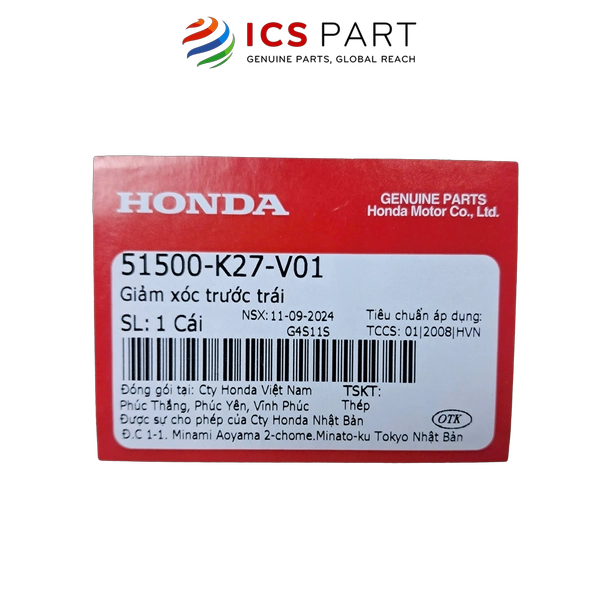 ICS PART
GENUINE PARTS, GLOBAL REACH
HONDA
GENUINE PARTS
Honda Motor Co., Ltd.
51500-K27-V01
Giảm xóc trước trái
SL: 1 Cái
NSX: 11-09-2024
G4S11S
Tiêu chuẩn áp dụng:
TCCS: 01|2008|HVN
Đóng gói tại: Cty Honda Việt Nam
Phúc Thắng, Phúc Yên, Vĩnh Phúc
TSKT:
Thép
Được sự cho phép của Cty Honda Nhật Bản
Đ.C 1-1. Minami Aoyama 2-chome.Minato-ku Tokyo Nhật Bản
OTK